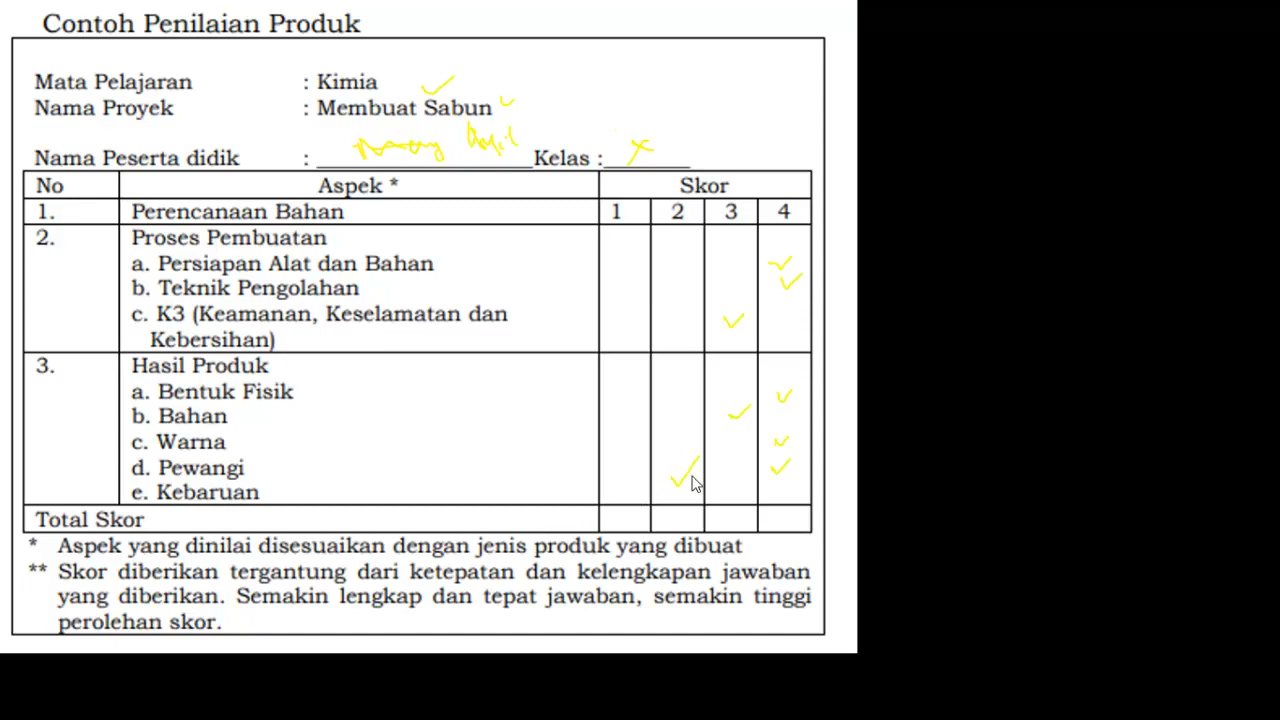 Contoh Penilaian Produk
Mata Pelajaran : Kimia
Nama Proyek : Membuat Sabun
Nama Peserta didik : Kelas : X
No Aspek * Skor
1. Perencanaan Bahan 1 2 3 4
2. Proses Pembuatan
a. Persiapan Alat dan Bahan
b. Teknik Pengolahan
c. K3 (Keamanan, Keselamatan dan
Kebersihan)
3. Hasil Produk
a. Bentuk Fisik
b. Bahan
c. Warna
d. Pewangi
e. Kebaruan
Total Skor
* Aspek yang dinilai disesuaikan dengan jenis produk yang dibuat
** Skor diberikan tergantung dari ketepatan dan kelengkapan jawaban
yang diberikan. Semakin lengkap dan tepat jawaban, semakin tinggi
perolehan skor.